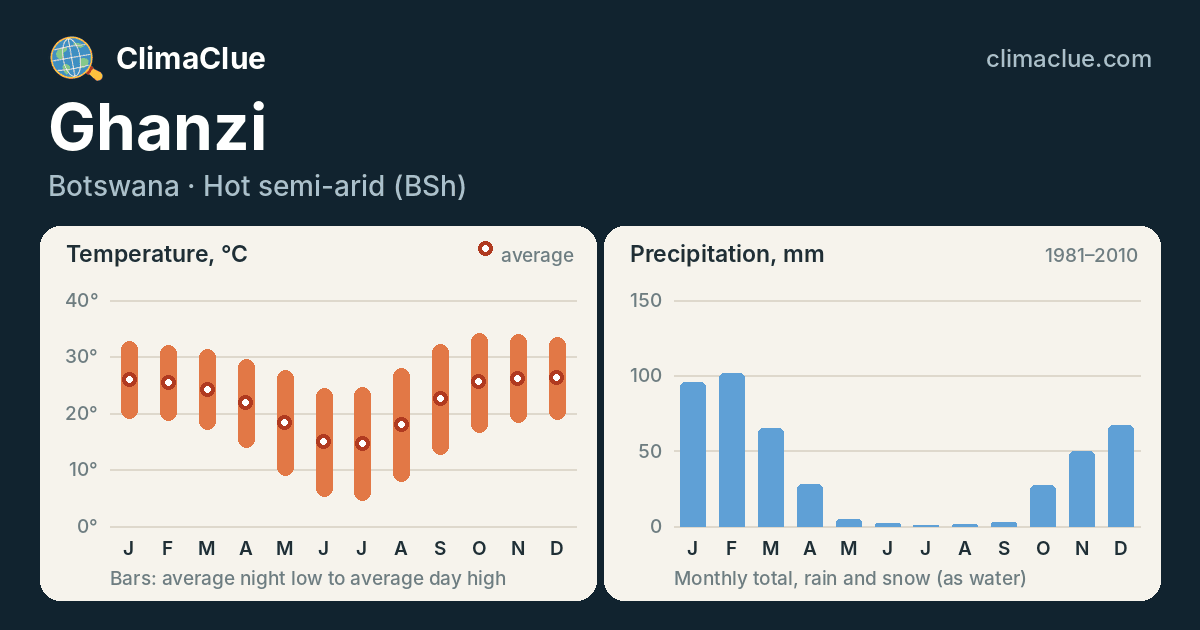 ClimaClue
climaclue.com
Ghanzi
Botswana · Hot semi-arid (BSh)
Temperature, °C
average
40°
30°
20°
10°
0°
J F M A M J J A S O N D
Bars: average night low to average day high
Precipitation, mm
1981–2010
150
100
50
0
J F M A M J J A S O N D
Monthly total, rain and snow (as water)